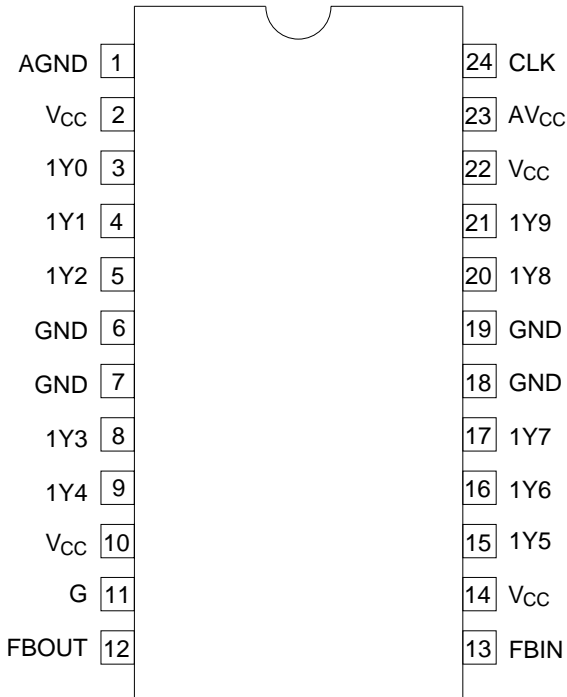 AGND 1 24 CLK
VCC 2 23 AVCC
1Y0 3 22 VCC
1Y1 4 21 1Y9
1Y2 5 20 1Y8
GND 6 19 GND
GND 7 18 GND
1Y3 8 17 1Y7
1Y4 9 16 1Y6
VCC 10 15 1Y5
G 11 14 VCC
FBOUT 12 13 FBIN